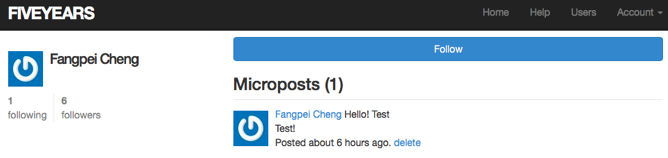 FIVEYEARS
Home Help Users Account
Fangpei Cheng
1 6
following followers
Follow
Microposts (1)
Fangpei Cheng Hello! Test
Test!
Posted about 6 hours ago. delete